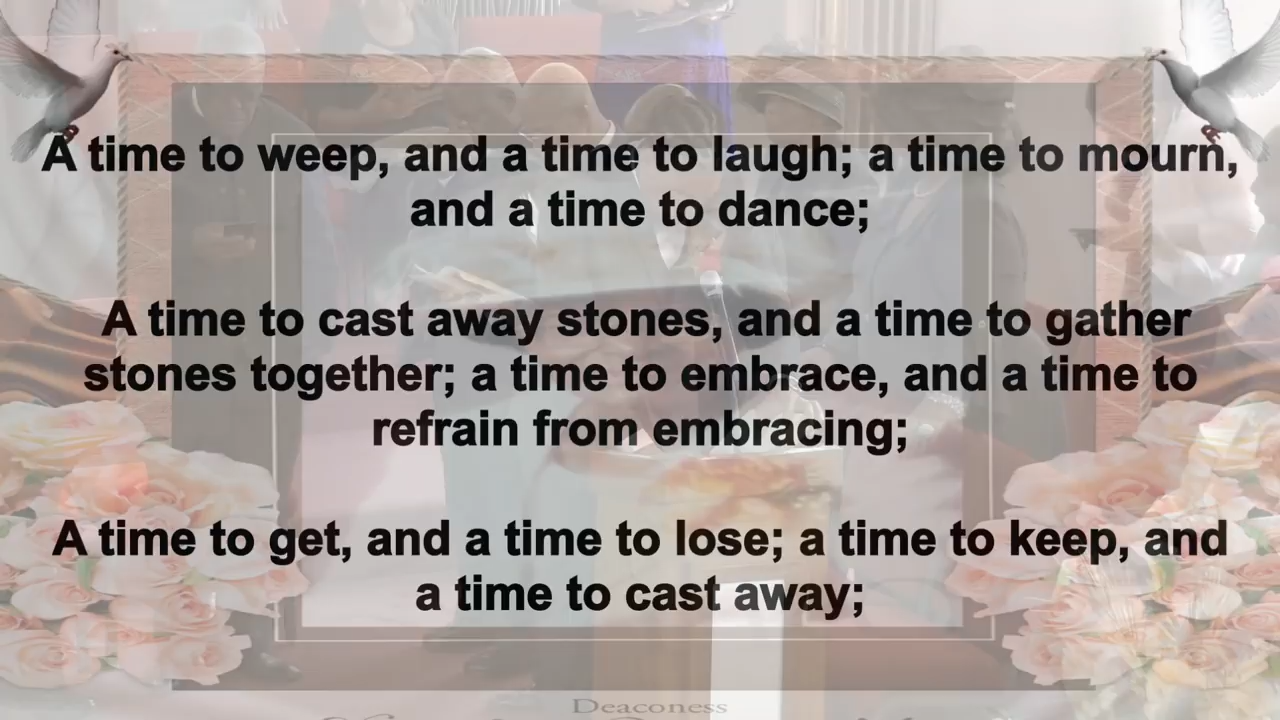 A time to weep, and a time to laugh; a time to mourn,
and a time to dance;
A time to cast away stones, and a time to gather
stones together; a time to embrace, and a time to
refrain from embracing;
A time to get, and a time to lose; a time to keep, and
a time to cast away;
Deaconess